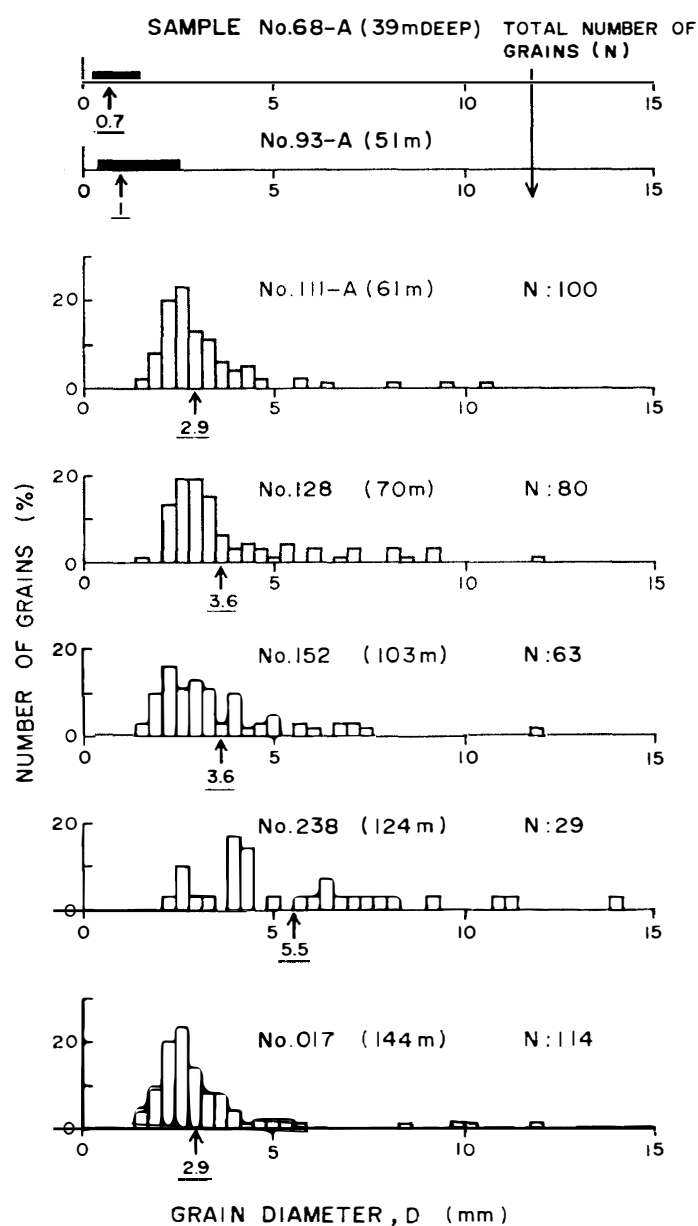 SAMPLE No.68-A (39mDEEP) TOTAL NUMBER OF
GRAINS (N)
0 5 10 15
0.7
No.93-A (51m)
0 5 10 15
1
No.111-A (61m) N:100
20
0
0 5 10 15
2.9
No.128 (70m) N:80
20
0
0 5 10 15
3.6
No.152 (103m) N:63
20
0
0 5 10 15
3.6
No.238 (124m) N:29
20
0
0 5 10 15
5.5
No.017 (144m) N:114
20
0
0 5 10 15
2.9
NUMBER OF GRAINS (%)
GRAIN DIAMETER, D (mm)